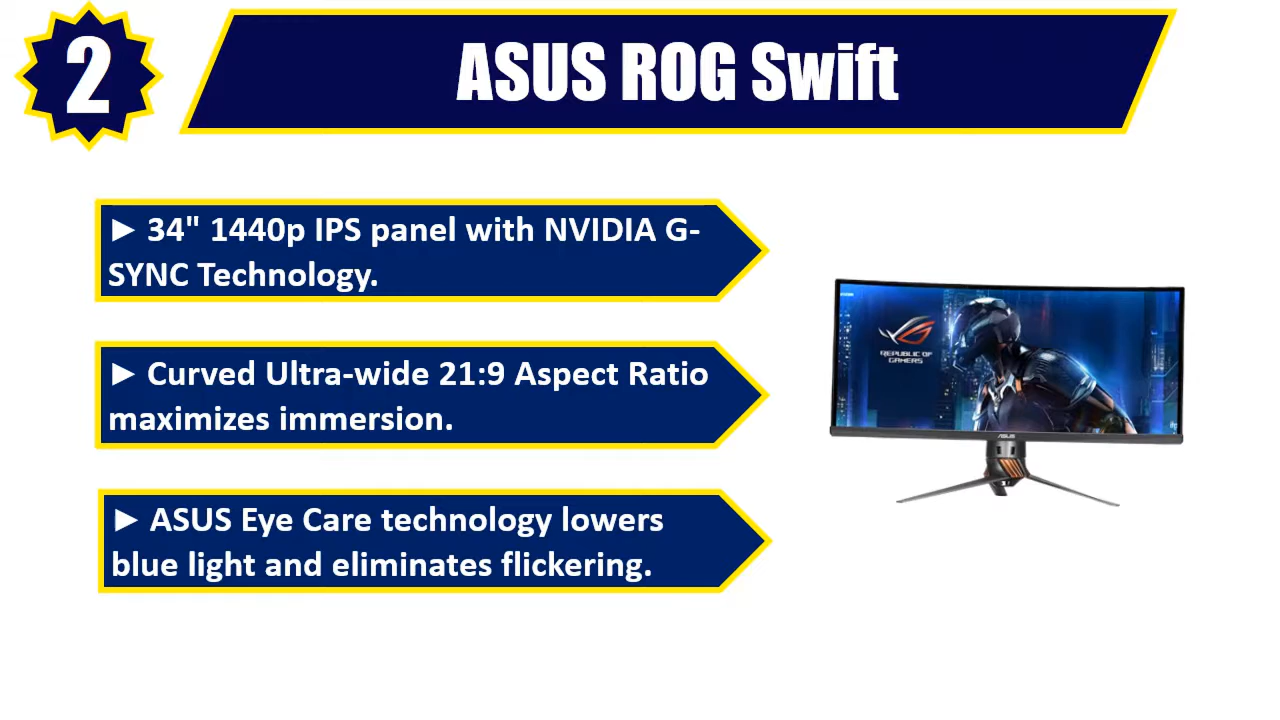 2
ASUS ROG Swift
► 34" 1440p IPS panel with NVIDIA G-
SYNC Technology.
► Curved Ultra-wide 21:9 Aspect Ratio
maximizes immersion.
► ASUS Eye Care technology lowers
blue light and eliminates flickering.
REPUBLIC OF
GAMERS
ASUS